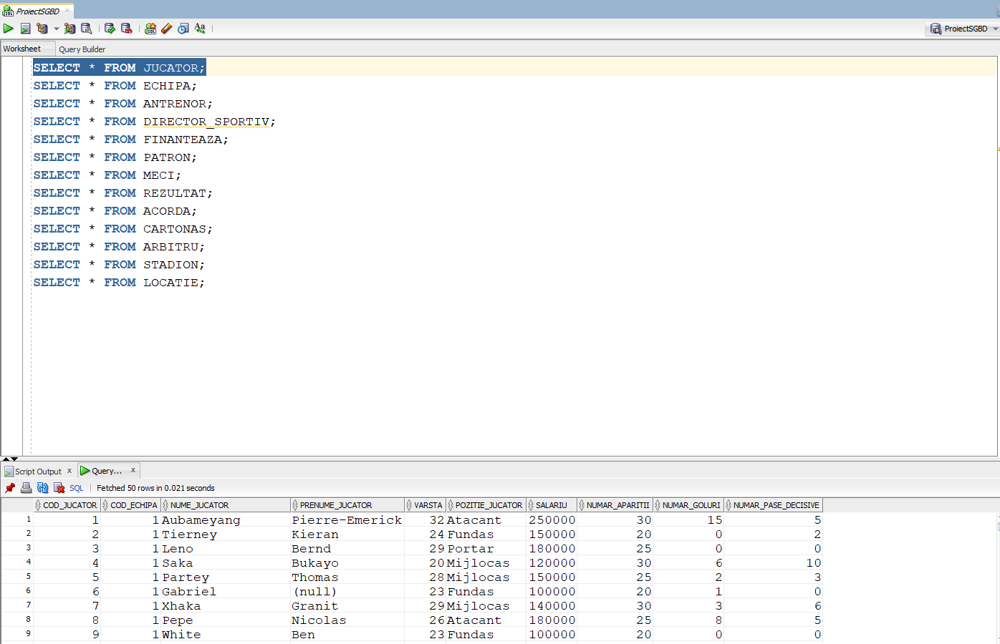 ProiectSGBD
ProiectSGBD
Worksheet Query Builder
SELECT * FROM JUCATOR;
SELECT * FROM ECHIPA;
SELECT * FROM ANTRENOR;
SELECT * FROM DIRECTOR_SPORTIV;
SELECT * FROM FINANTEAZA;
SELECT * FROM PATRON;
SELECT * FROM MECI;
SELECT * FROM REZULTAT;
SELECT * FROM ACORDA;
SELECT * FROM CARTONAS;
SELECT * FROM ARBITRU;
SELECT * FROM STADION;
SELECT * FROM LOCATIE;
Script Output x Query... x
SQL | Fetched 50 rows in 0.021 seconds
COD_JUCATOR COD_ECHIPA NUME_JUCATOR PRENUME_JUCATOR VARSTA POZITIE_JUCATOR SALARIU NUMAR_APARITII NUMAR_GOLURI NUMAR_PASE_DECISIVE
1 1 1 Aubameyang Pierre-Emerick 32 Atacant 250000 30 15 5
2 2 1 Tierney Kieran 24 Fundas 150000 20 0 2
3 3 1 Leno Bernd 29 Portar 180000 25 0 0
4 4 1 Saka Bukayo 20 Mijlocas 120000 30 6 10
5 5 1 Partey Thomas 28 Mijlocas 150000 25 2 3
6 6 1 Gabriel (null) 23 Fundas 100000 20 1 0
7 7 1 Xhaka Granit 29 Mijlocas 140000 30 3 6
8 8 1 Pepe Nicolas 26 Atacant 180000 25 8 5
9 9 1 White Ben 23 Fundas 100000 20 0 0